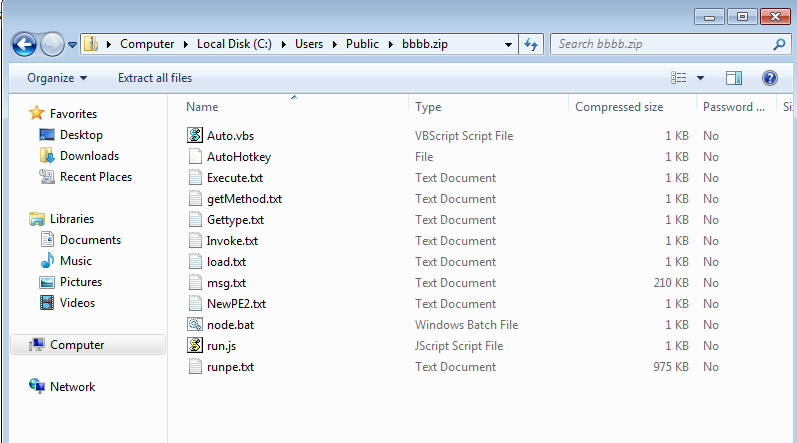 Computer ▸ Local Disk (C:) ▸ Users ▸ Public ▸ bbbb.zip
Search bbbb.zip
Organize
Extract all files
Favorites
Desktop
Downloads
Recent Places
Libraries
Documents
Music
Pictures
Videos
Computer
Network
Name Type Compressed size Password ... Si
Auto.vbs VBScript Script File 1 KB No
AutoHotkey File 1 KB No
Execute.txt Text Document 1 KB No
getMethod.txt Text Document 1 KB No
Gettype.txt Text Document 1 KB No
Invoke.txt Text Document 1 KB No
load.txt Text Document 1 KB No
msg.txt Text Document 210 KB No
NewPE2.txt Text Document 1 KB No
node.bat Windows Batch File 1 KB No
run.js JScript Script File 1 KB No
runpe.txt Text Document 975 KB No